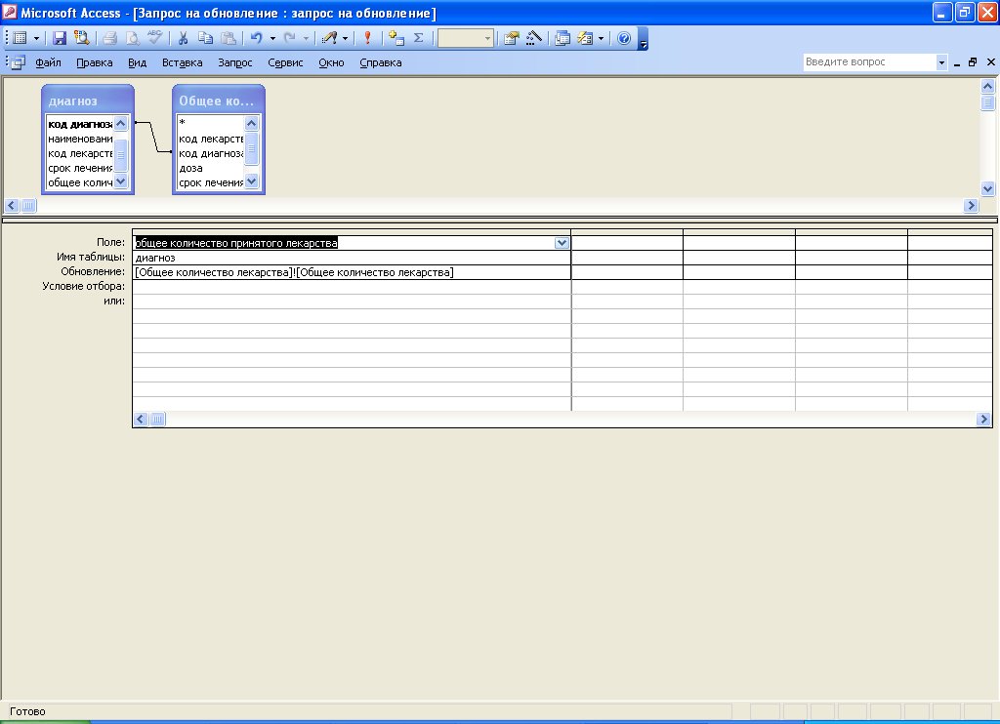 Microsoft Access - [Запрос на обновление : запрос на обновление]
Файл Правка Вид Вставка Запрос Сервис Окно Справка
Введите вопрос
диагноз
код диагноза
наименовани
код лекарств
срок лечения
общее колич
Общее ко...
*
код лекарств
код диагноза
доза
срок лечения
Поле: общее количество принятого лекарства
Имя таблицы: диагноз
Обновление: [Общее количество лекарства]![Общее количество лекарства]
Условие отбора:
или:
Готово